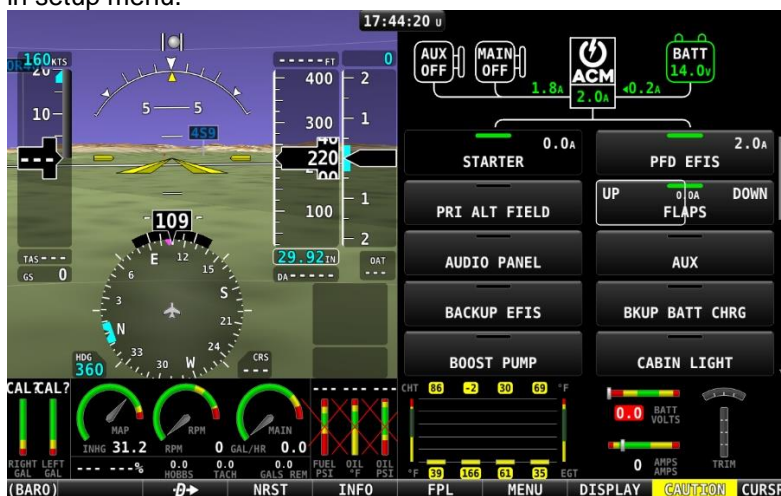 in setup menu.
17:44:20 U
160KTS
20
10
---
TAS---
GS 0
5 5
4S9
109
3 6 E 12 15 S 21 24 W 30 33 N
HDG
360
CRS
---
-----FT
400
300
220
100
29.92IN
DA-----
0
2
1
1
2
OAT
---
AUX
OFF
MAIN
OFF
ACM
2.0A
1.8A
0.2A
BATT
14.0V
0.0A
STARTER
2.0A
PFD EFIS
PRI ALT FIELD
UP 0.0A DOWN
FLAPS
AUDIO PANEL
AUX
BACKUP EFIS
BKUP BATT CHRG
BOOST PUMP
CABIN LIGHT
CAL? CAL?
RIGHT GAL
LEFT GAL
MAP
INHG 31.2
RPM
RPM 0
MAIN
GAL/HR 0.0
-- ---%
0.0 HOBBS
0.0 TACH
0.0 GALS REM
--- --- ---
FUEL PSI
OIL °F
OIL PSI
CHT 86 -2 30 69 °F
°F 39 166 61 35 EGT
0.0 BATT VOLTS
0 AMPS AMPS
TRIM
(BARO) -D→ NRST INFO FPL MENU DISPLAY CAUTION CURS